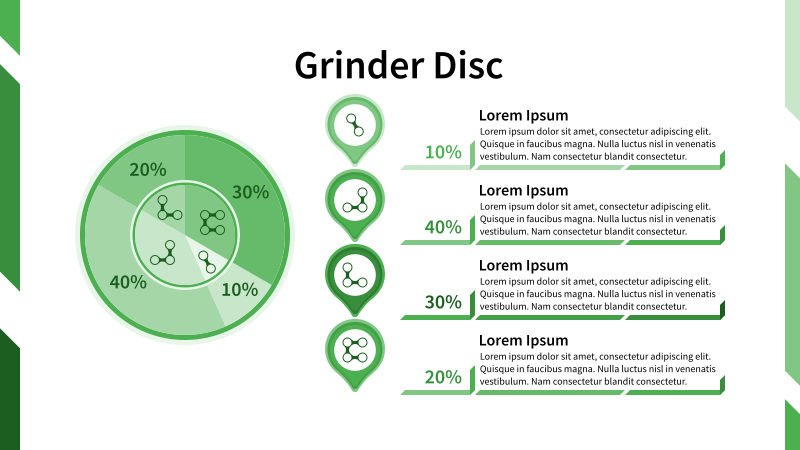 Grinder Disc
20%
30%
40%
10%
10%
Lorem Ipsum
Lorem ipsum dolor sit amet, consectetur adipiscing elit.
Quisque in faucibus magna. Nulla luctus nisl in venenatis
vestibulum. Nam consectetur blandit consectetur.
40%
Lorem Ipsum
Lorem ipsum dolor sit amet, consectetur adipiscing elit.
Quisque in faucibus magna. Nulla luctus nisl in venenatis
vestibulum. Nam consectetur blandit consectetur.
30%
Lorem Ipsum
Lorem ipsum dolor sit amet, consectetur adipiscing elit.
Quisque in faucibus magna. Nulla luctus nisl in venenatis
vestibulum. Nam consectetur blandit consectetur.
20%
Lorem Ipsum
Lorem ipsum dolor sit amet, consectetur adipiscing elit.
Quisque in faucibus magna. Nulla luctus nisl in venenatis
vestibulum. Nam consectetur blandit consectetur.